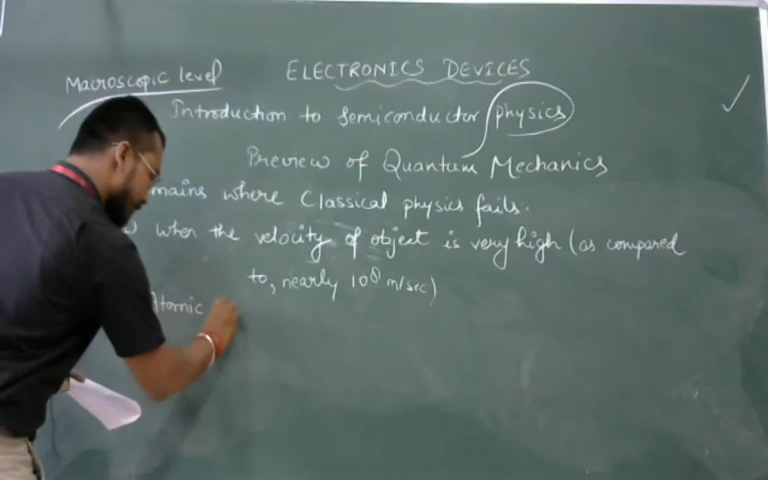 ELECTRONICS DEVICES
Macroscopic level
Introduction to semiconductor physics
Preview of Quantum Mechanics
mains where Classical physics fails.
when the velocity of object is very high (as compared
to, nearly 10⁸ m/sec)
Atomic